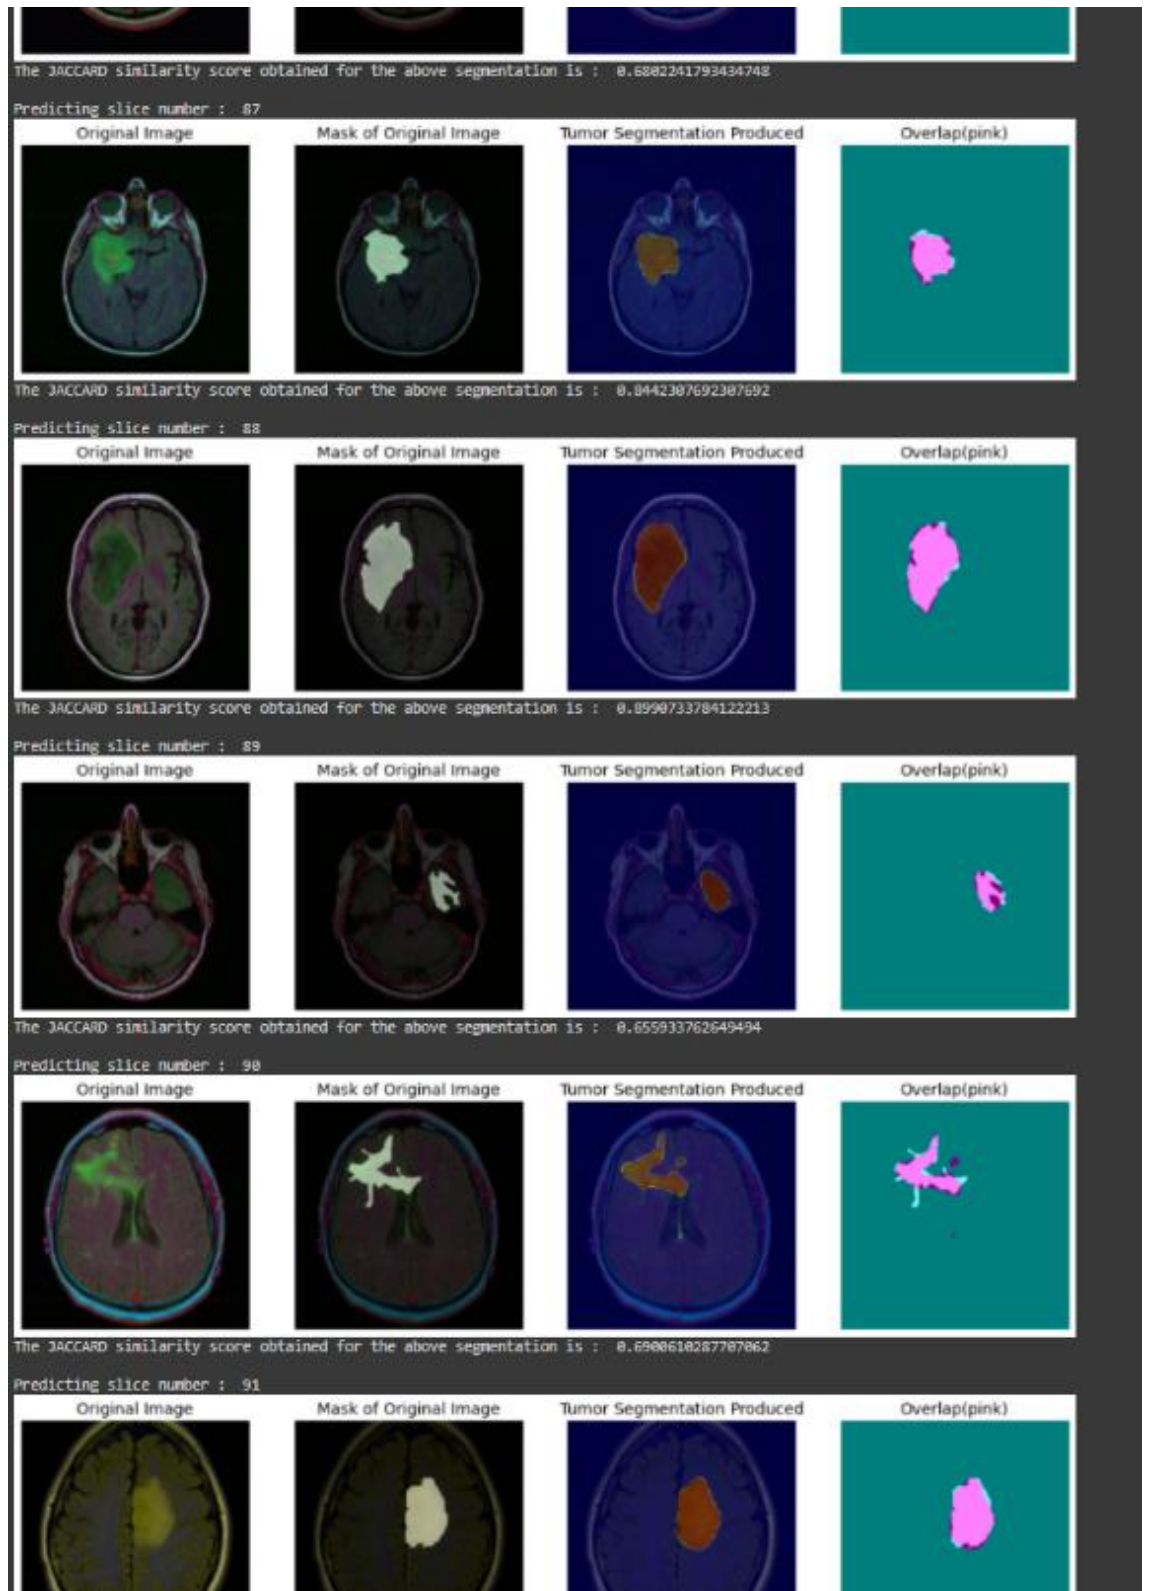 The JACCARD similarity score obtained for the above segmentation is : 0.6802241793434748
Predicting slice number : 87
Original Image Mask of Original Image Tumor Segmentation Produced Overlap(pink)
The JACCARD similarity score obtained for the above segmentation is : 0.8442307692307692
Predicting slice number : 88
Original Image Mask of Original Image Tumor Segmentation Produced Overlap(pink)
The JACCARD similarity score obtained for the above segmentation is : 0.8990733784122213
Predicting slice number : 89
Original Image Mask of Original Image Tumor Segmentation Produced Overlap(pink)
The JACCARD similarity score obtained for the above segmentation is : 0.655933762649494
Predicting slice number : 90
Original Image Mask of Original Image Tumor Segmentation Produced Overlap(pink)
The JACCARD similarity score obtained for the above segmentation is : 0.6900610287707062
Predicting slice number : 91
Original Image Mask of Original Image Tumor Segmentation Produced Overlap(pink)